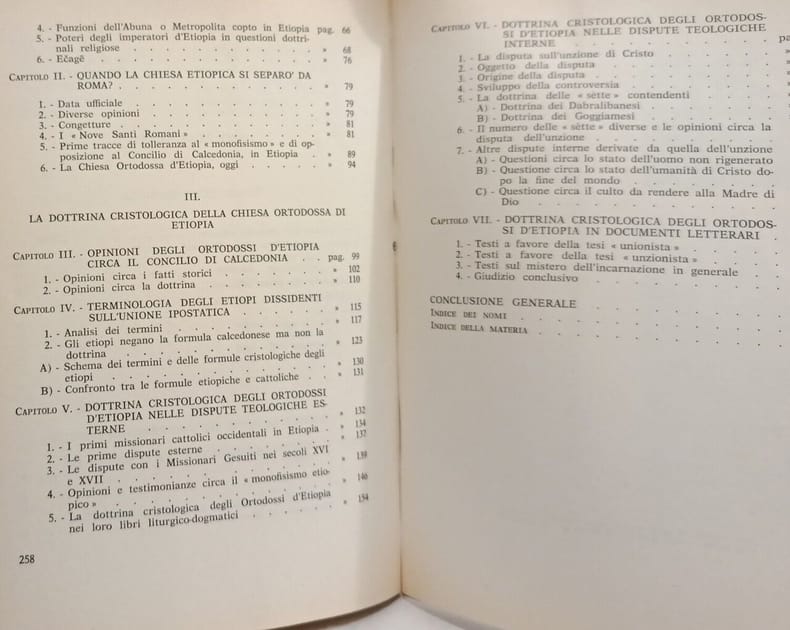 4. - Funzioni dell'Abuna o Metropolita copto in Etiopia pag. 66
5. - Poteri degli imperatori d'Etiopia in questioni dottri-
nali religiose . . . . . . . . . . » 68
6. - Ečagē . . . . . . . . . . . » 76
CAPITOLO II. - QUANDO LA CHIESA ETIOPICA SI SEPARO' DA
ROMA? . . . . . . . . . . » 79
1. - Data ufficiale . . . . . . . . . » 79
2. - Diverse opinioni . . . . . . . . » 79
3. - Congetture . . . . . . . . . . » 81
4. - I « Nove Santi Romani » . . . . . . » 81
5. - Prime tracce di tolleranza al « monofisismo » e di op-
posizione al Concilio di Calcedonia, in Etiopia . » 89
6. - La Chiesa Ortodossa d'Etiopia, oggi . . . . » 94
III.
LA DOTTRINA CRISTOLOGICA DELLA CHIESA ORTODOSSA DI
ETIOPIA
CAPITOLO III. - OPINIONI DEGLI ORTODOSSI D'ETIOPIA
CIRCA IL CONCILIO DI CALCEDONIA . . pag. 99
1. - Opinioni circa i fatti storici . . . . . » 102
2. - Opinioni circa la dottrina . . . . . . » 110
CAPITOLO IV. - TERMINOLOGIA DEGLI ETIOPI DISSIDENTI
SULL'UNIONE IPOSTATICA . . . . » 115
1. - Analisi dei termini . . . . . . . » 117
2. - Gli etiopi negano la formula calcedonese ma non la
dottrina . . . . . . . . . . » 123
A) - Schema dei termini e delle formule cristologiche degli
etiopi . . . . . . . . . . » 130
B) - Confronto tra le formule etiopiche e cattoliche . . » 131
CAPITOLO V. - DOTTRINA CRISTOLOGICA DEGLI ORTODOSSI
D'ETIOPIA NELLE DISPUTE TEOLOGICHE ES-
TERNE . . . . . . . . » 132
1. - I primi missionari cattolici occidentali in Etiopia . » 134
2. - Le prime dispute esterne . . . . . . » 137
3. - Le dispute con i Missionari Gesuiti nei secoli XVI
e XVII . . . . . . . . . . » 139
4. - Opinioni e testimonianze circa il « monofisismo etio-
pico » . . . . . . . . . . » 146
5. - La dottrina cristologica degli Ortodossi d'Etiopia
nei loro libri liturgico-dogmatici . . . . . » 154
258
CAPITOLO VI. - DOTTRINA CRISTOLOGICA DEGLI ORTODOS-
SI D'ETIOPIA NELLE DISPUTE TEOLOGICHE
INTERNE . . . . . . . . pa
1. - La disputa sull'unzione di Cristo . . . .
2. - Oggetto della disputa . . . . . .
3. - Origine della disputa . . . . . .
4. - Sviluppo della controversia . . . . .
5. - La dottrina delle « sètte » contendenti . . .
A) - Dottrina dei Dabralibanesi . . . . .
B) - Dottrina dei Goggiamesi . . . . .
6. - Il numero delle « sètte » diverse e le opinioni circa la
disputa dell'unzione . . . . . . .
7. - Altre dispute interne derivate da quella dell'unzione
A) - Questioni circa lo stato dell'uomo non rigenerato
B) - Questione circa lo stato dell'umanità di Cristo do-
po la fine del mondo . . . . . .
C) - Questione circa il culto da rendere alla Madre di
Dio . . . . . . . . . .
CAPITOLO VII. - DOTTRINA CRISTOLOGICA DEGLI ORTODOS-
SI D'ETIOPIA IN DOCUMENTI LETTERARI .
1. - Testi a favore della tesi « unionista » . . . .
2. - Testi a favore della tesi « unzionista » . . . .
3. - Testi sul mistero dell'incarnazione in generale . .
4. - Giudizio conclusivo . . . . . . .
CONCLUSIONE GENERALE . . . . . . .
INDICE DEI NOMI . . . . . . . . .
INDICE DELLA MATERIA . . . . . . . .